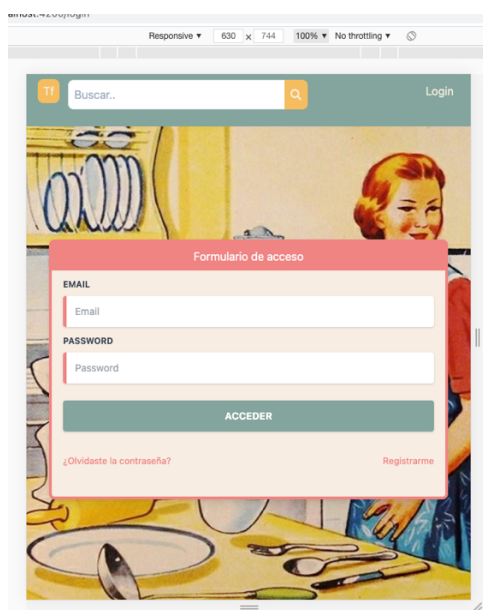 Responsive ▼ 630 x 744 100% ▼ No throttling ▼
Tf Buscar.. Login
Formulario de acceso
EMAIL
Email
PASSWORD
Password
ACCEDER
¿Olvidaste la contraseña? Registrarme